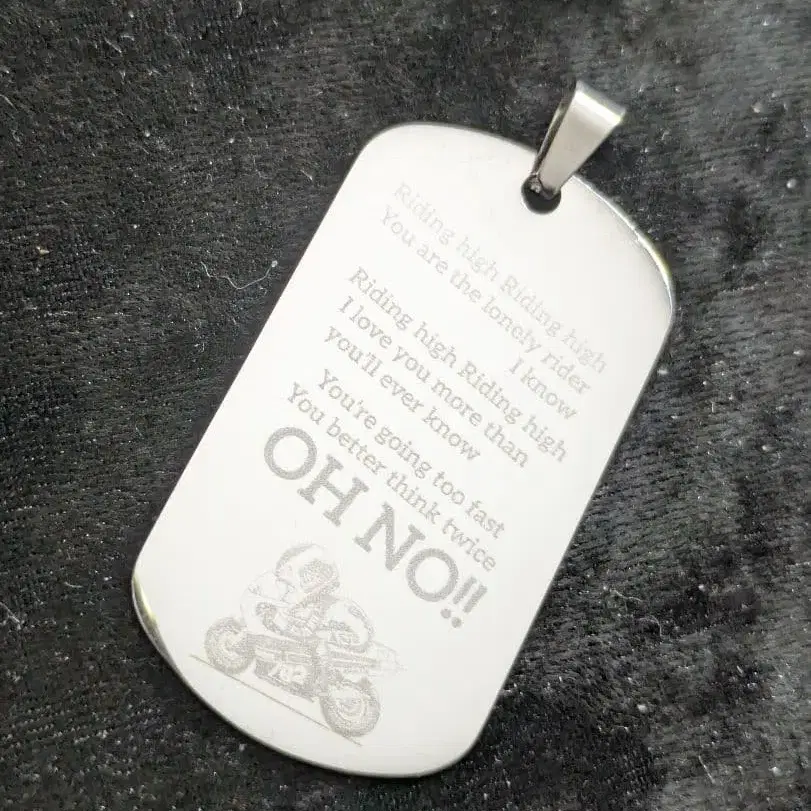 Riding high Riding high
You are the lonely rider
I know
Riding high Riding high
I love you more than
you'll ever know
You're going too fast
You better think twice
OH NO!!